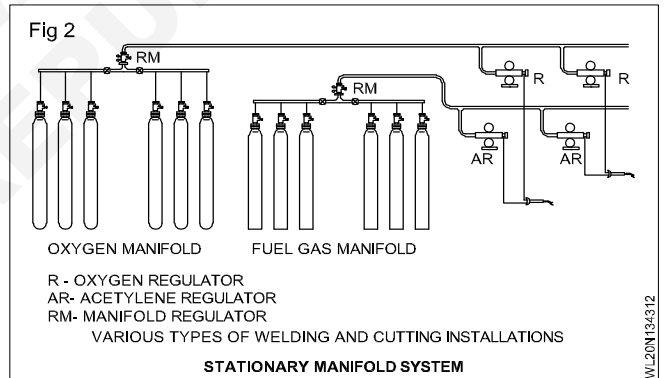 Fig 2
RM
R
R
RM
AR
AR
OXYGEN MANIFOLD
FUEL GAS MANIFOLD
R - OXYGEN REGULATOR
AR- ACETYLENE REGULATOR
RM- MANIFOLD REGULATOR
VARIOUS TYPES OF WELDING AND CUTTING INSTALLATIONS
STATIONARY MANIFOLD SYSTEM
WL20N134312